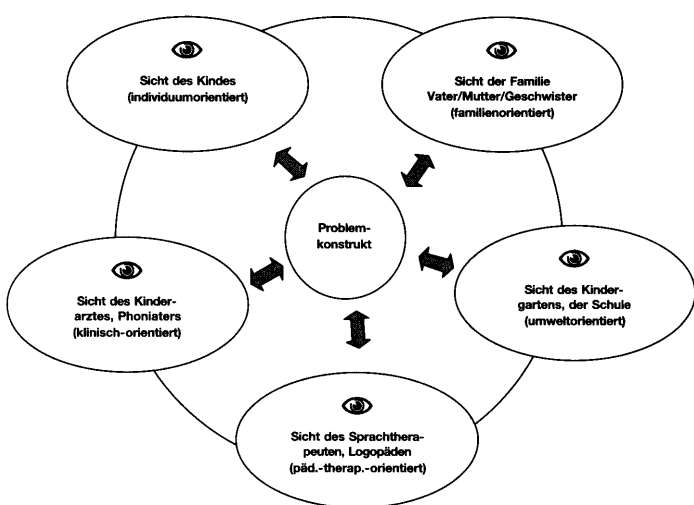 Sicht des Kindes
(individuumorientiert)
Sicht der Familie
Vater/Mutter/Geschwister
(familienorientiert)
Problem-
konstrukt
Sicht des Kinder-
arztes, Phoniaters
(klinisch-orientiert)
Sicht des Kinder-
gartens, der Schule
(umweltorientiert)
Sicht des Sprachthera-
peuten, Logopäden
(päd.-therap.-orientiert)